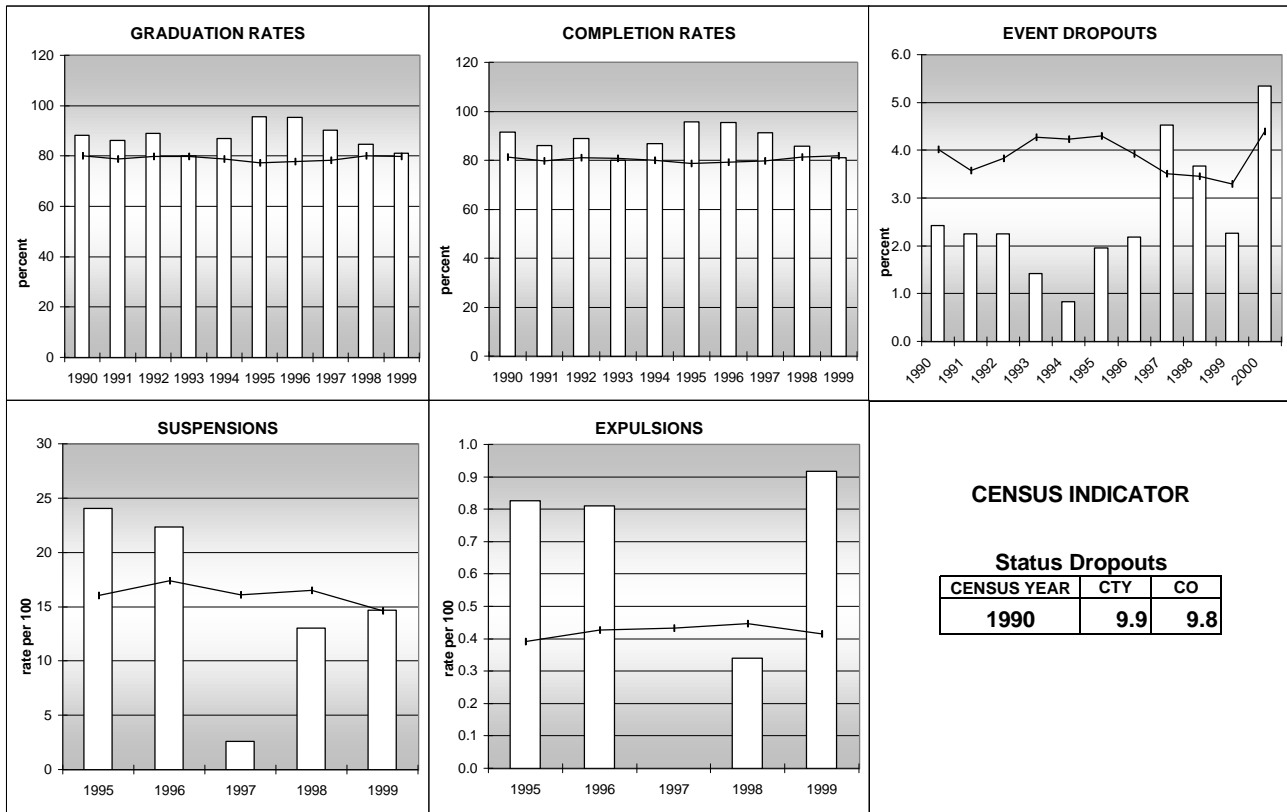 GRADUATION RATES
120
100
80
60
40
20
0
percent
1990 1991 1992 1993 1994 1995 1996 1997 1998 1999
COMPLETION RATES
120
100
80
60
40
20
0
percent
1990 1991 1992 1993 1994 1995 1996 1997 1998 1999
EVENT DROPOUTS
6.0
5.0
4.0
3.0
2.0
1.0
0.0
percent
1990 1991 1992 1993 1994 1995 1996 1997 1998 1999 2000
SUSPENSIONS
30
25
20
15
10
5
0
rate per 100
1995 1996 1997 1998 1999
EXPULSIONS
1.0
0.9
0.8
0.7
0.6
0.5
0.4
0.3
0.2
0.1
0.0
rate per 100
1995 1996 1997 1998 1999
CENSUS INDICATOR
Status Dropouts
CENSUS YEAR CTY CO
1990 9.9 9.8